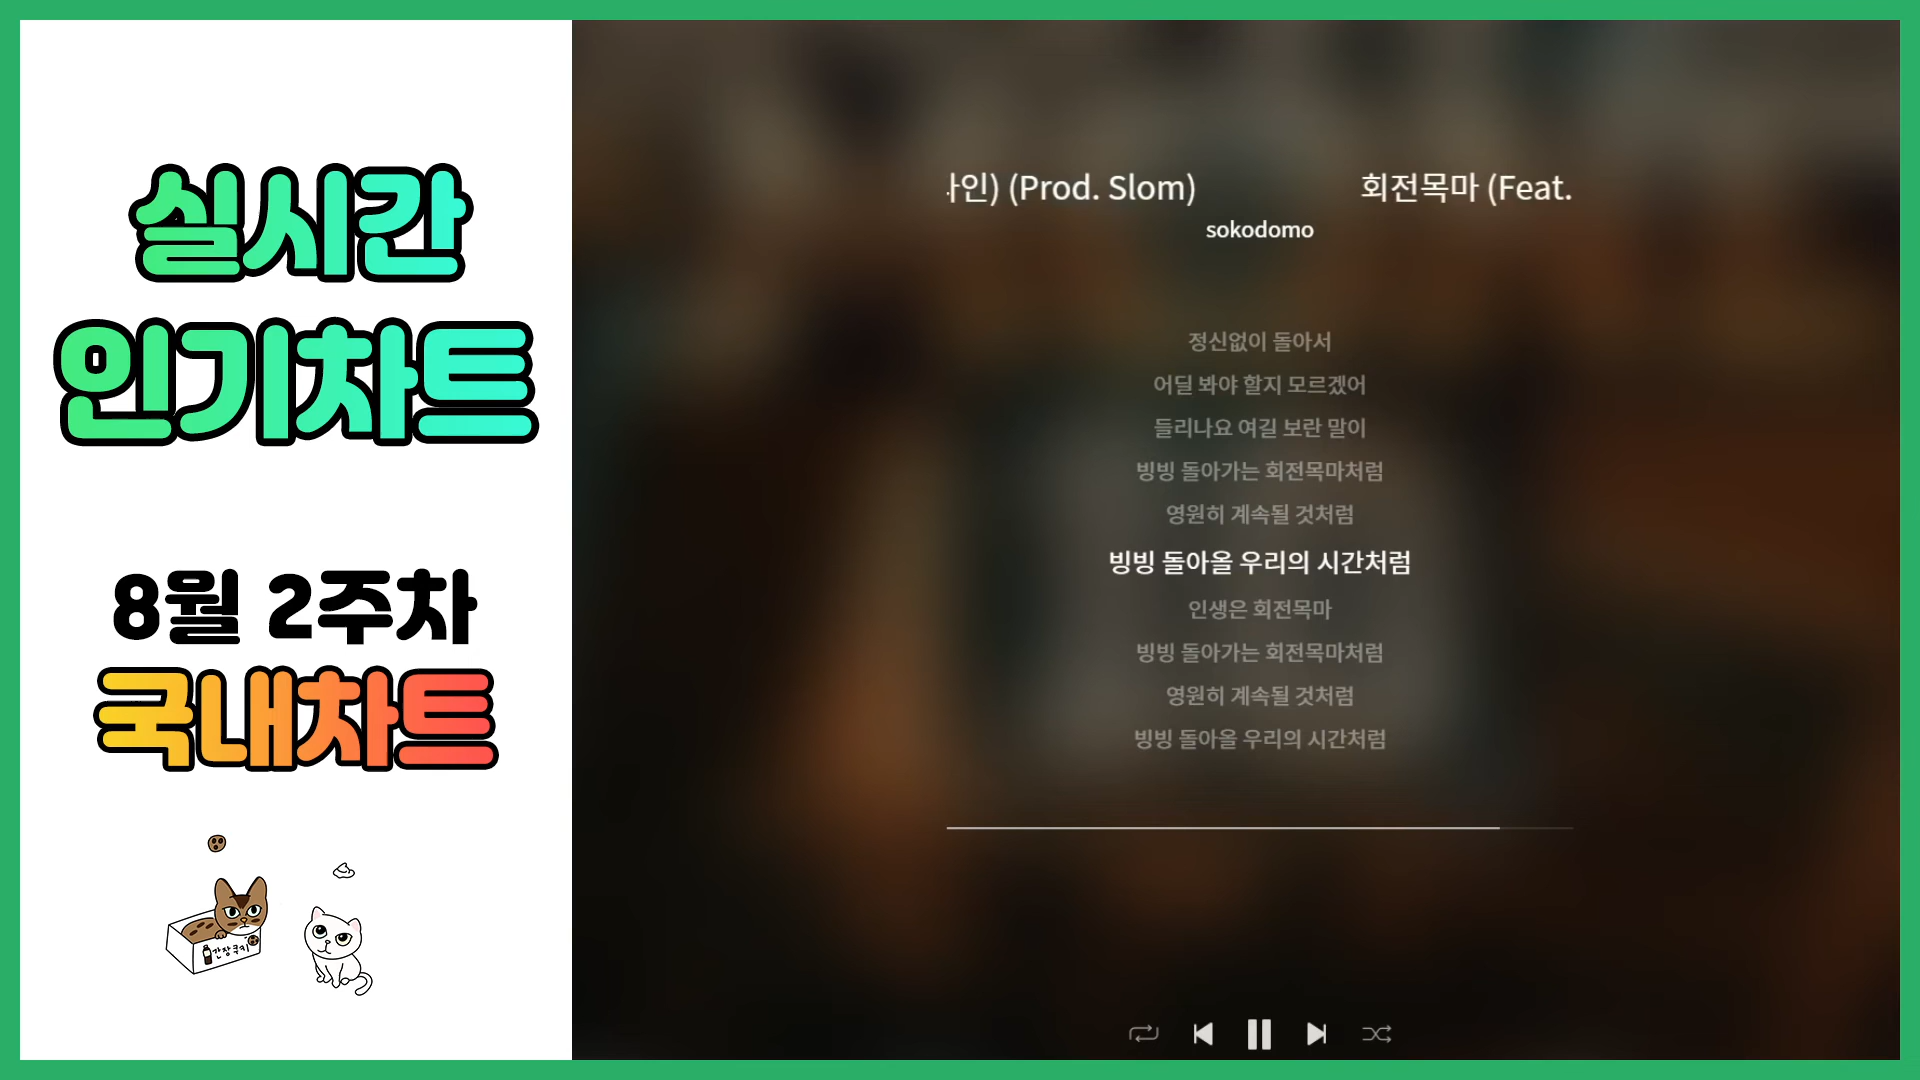 실시간
인기차트
8월 2주차
국내차트
간장쿠키
인) (Prod. Slom)
회전목마 (Feat.
sokodomo
정신없이 돌아서
어딜 봐야 할지 모르겠어
들리나요 여길 보란 말이
빙빙 돌아가는 회전목마처럼
영원히 계속될 것처럼
빙빙 돌아올 우리의 시간처럼
인생은 회전목마
빙빙 돌아가는 회전목마처럼
영원히 계속될 것처럼
빙빙 돌아올 우리의 시간처럼